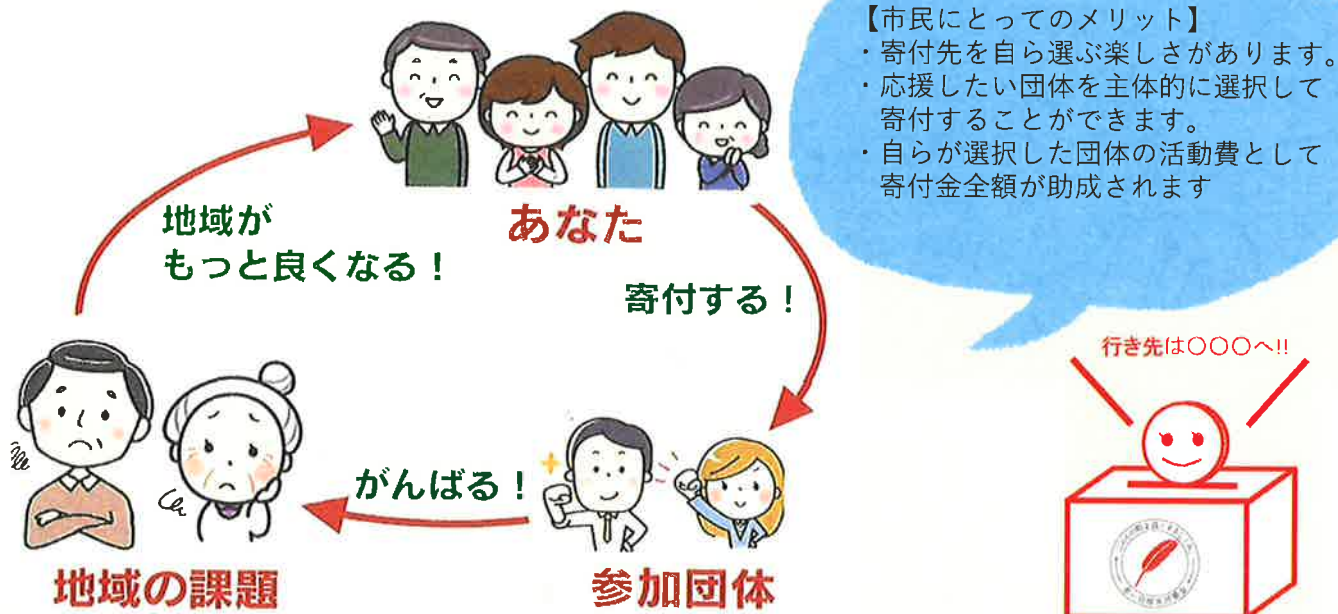 【市民にとってのメリット】
・寄付先を自ら選ぶ楽しさがあります。
・応援したい団体を主体的に選択して
寄付することができます。
・自らが選択した団体の活動費として
寄付金全額が助成されます
あなた
地域が
もっと良くなる！
寄付する！
行き先は〇〇〇へ!!
がんばる！
地域の課題
参加団体